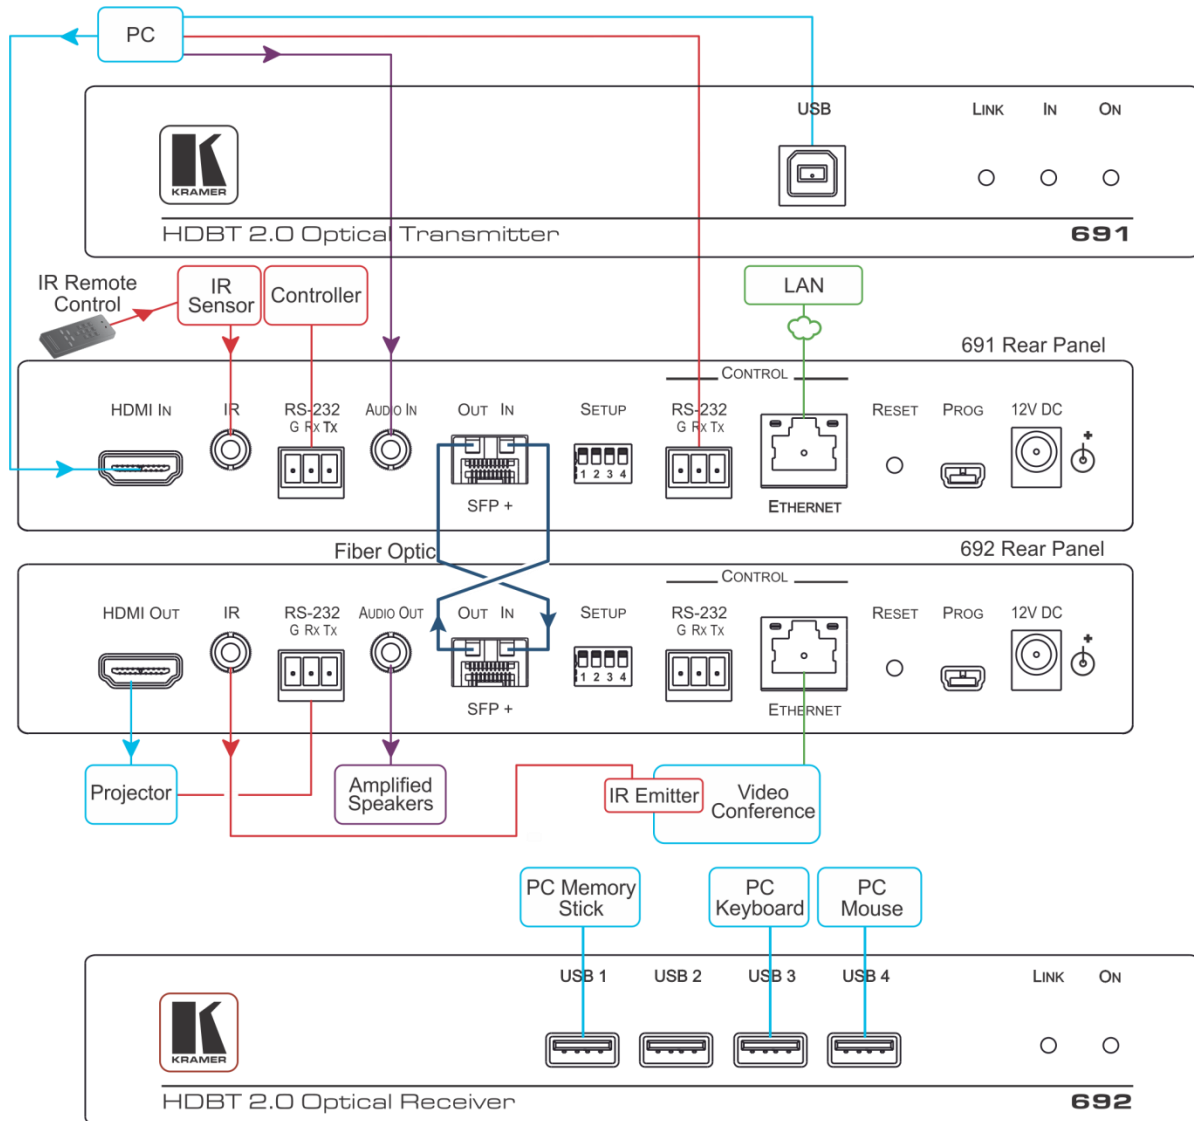 PC
USB LINK IN ON
KRAMER
HDBT 2.0 Optical Transmitter 691
IR Remote
Control
IR
Sensor
Controller
LAN
691 Rear Panel
CONTROL
HDMI IN IR RS-232 AUDIO IN OUT IN SETUP RS-232 RESET PROG 12V DC
G Rx Tx G Rx Tx
+
1 2 3 4
SFP + ETHERNET
Fiber Optic
692 Rear Panel
CONTROL
HDMI OUT IR RS-232 AUDIO OUT OUT IN SETUP RS-232 RESET PROG 12V DC
G Rx Tx G Rx Tx
+
1 2 3 4
SFP + ETHERNET
Projector
Amplified
Speakers
IR Emitter
Video
Conference
PC Memory
Stick
PC
Keyboard
PC
Mouse
USB 1 USB 2 USB 3 USB 4 LINK ON
KRAMER
HDBT 2.0 Optical Receiver 692